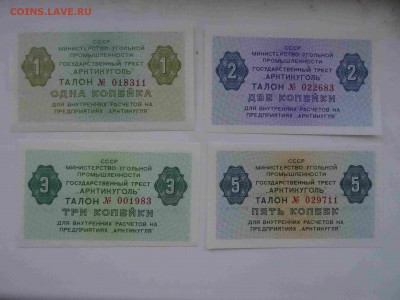 COINS.LAVE.RU
СССР
МИНИСТЕРСТВО УГОЛЬНОЙ
ПРОМЫШЛЕННОСТИ
1
ГОСУДАРСТВЕННЫЙ ТРЕСТ
1
"АРКТИКУГОЛЬ"
ТАЛОН № 018311
ОДНА КОПЕЙКА
ДЛЯ ВНУТРЕННИХ РАСЧЕТОВ НА
ПРЕДПРИЯТИЯХ "АРКТИКУГЛЯ"
СССР
МИНИСТЕРСТВО УГОЛЬНОЙ
ПРОМЫШЛЕННОСТИ
2
ГОСУДАРСТВЕННЫЙ ТРЕСТ
2
"АРКТИКУГОЛЬ"
ТАЛОН № 022683
ДВЕ КОПЕЙКИ
ДЛЯ ВНУТРЕННИХ РАСЧЕТОВ НА
ПРЕДПРИЯТИЯХ "АРКТИКУГЛЯ"
СССР
МИНИСТЕРСТВО УГОЛЬНОЙ
ПРОМЫШЛЕННОСТИ
3
ГОСУДАРСТВЕННЫЙ ТРЕСТ
3
"АРКТИКУГОЛЬ"
ТАЛОН № 001983
ТРИ КОПЕЙКИ
ДЛЯ ВНУТРЕННИХ РАСЧЕТОВ НА
ПРЕДПРИЯТИЯХ "АРКТИКУГЛЯ"
СССР
МИНИСТЕРСТВО УГОЛЬНОЙ
ПРОМЫШЛЕННОСТИ
5
ГОСУДАРСТВЕННЫЙ ТРЕСТ
5
"АРКТИКУГОЛЬ"
ТАЛОН № 029711
ПЯТЬ КОПЕЕК
ДЛЯ ВНУТРЕННИХ РАСЧЕТОВ НА
ПРЕДПРИЯТИЯХ "АРКТИКУГЛЯ"